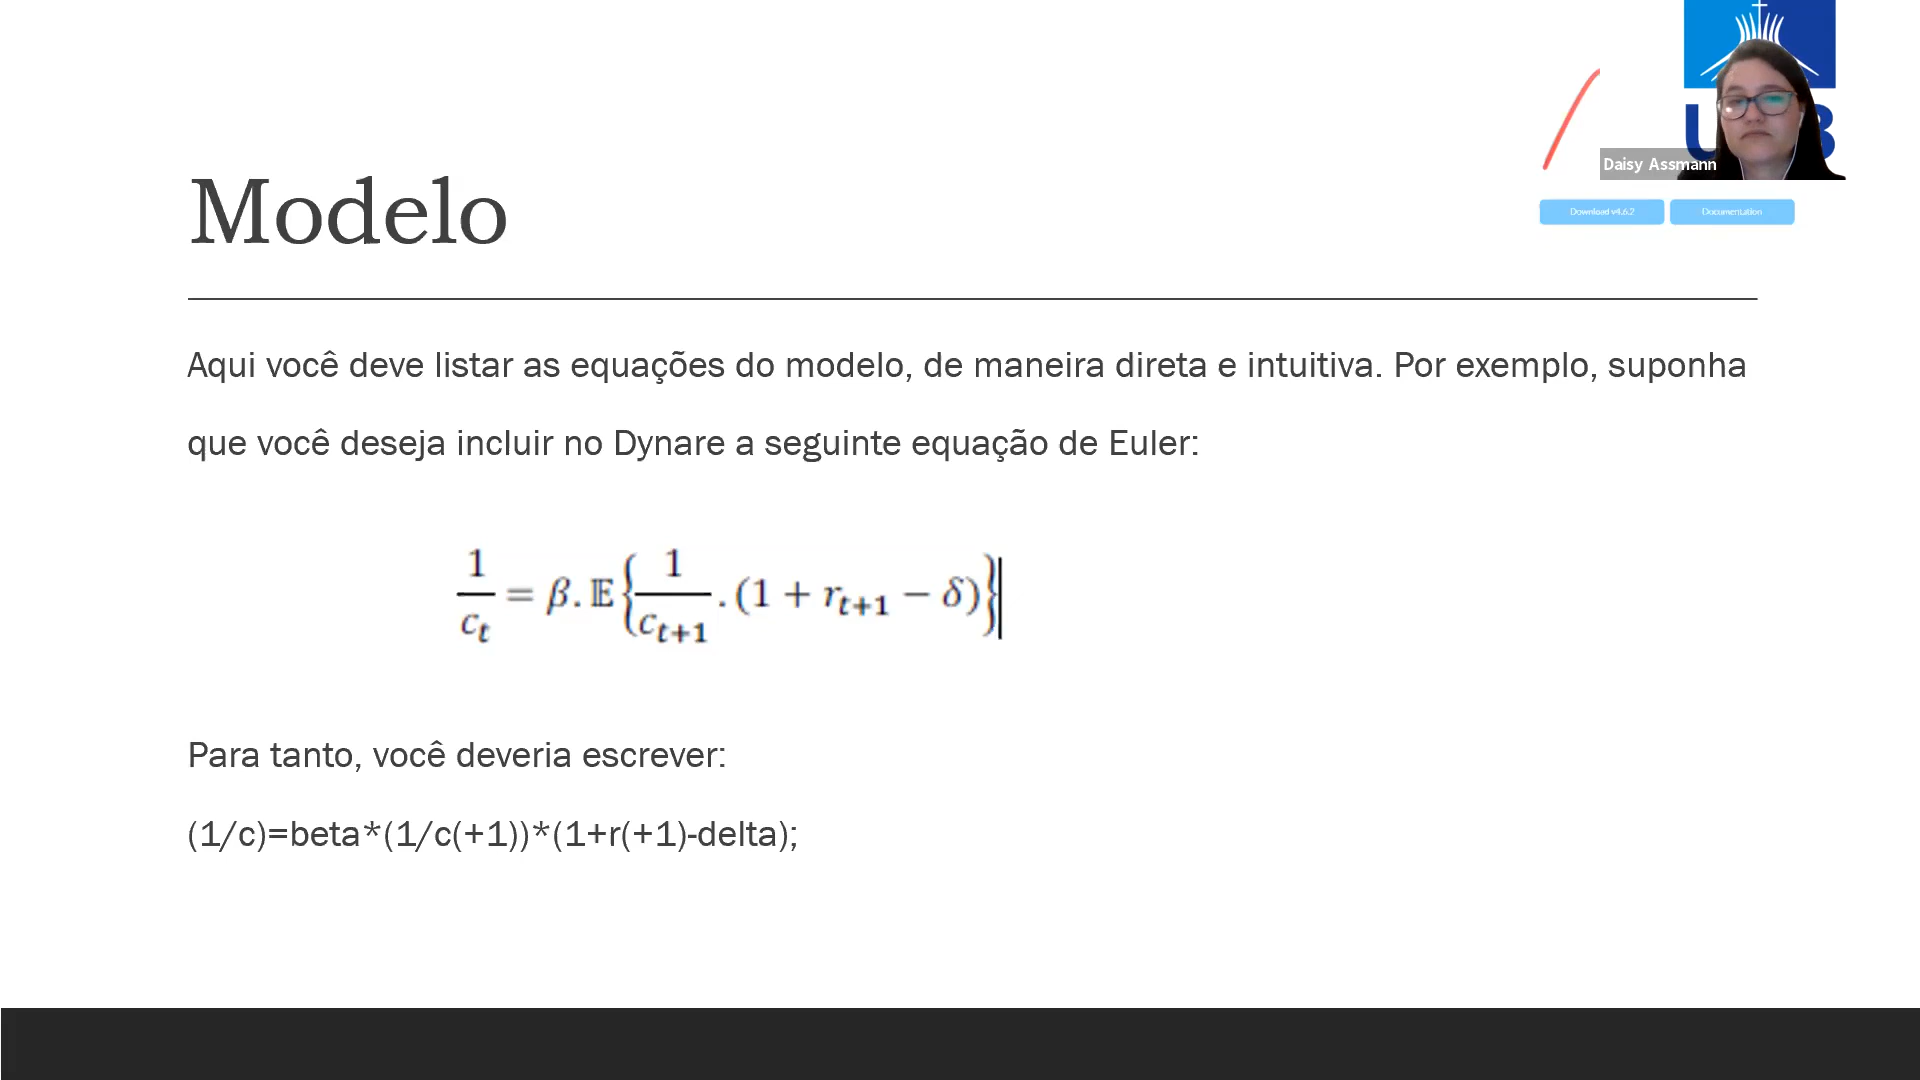 Daisy Assmann
Download v4.6.2 Documentation
Modelo
Aqui você deve listar as equações do modelo, de maneira direta e intuitiva. Por exemplo, suponha
que você deseja incluir no Dynare a seguinte equação de Euler:
1/c_t = β. 𝔼{1/c_{t+1} . (1 + r_{t+1} − δ)}
Para tanto, você deveria escrever:
(1/c)=beta*(1/c(+1))*(1+r(+1)-delta);